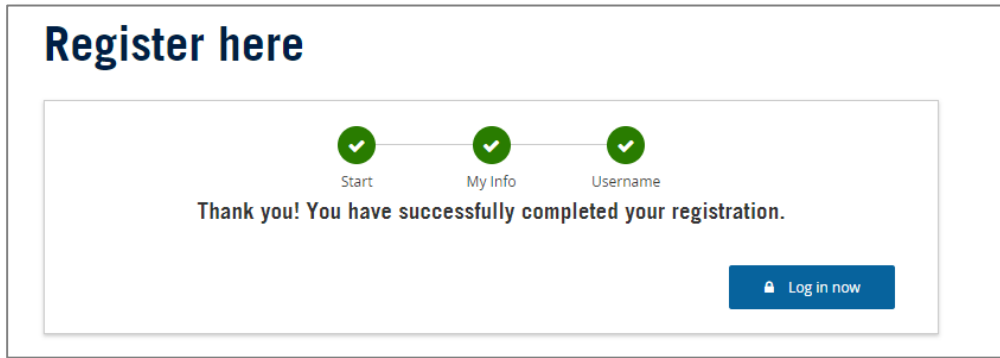 Register here
Start My Info Username
Thank you! You have successfully completed your registration.
Log in now